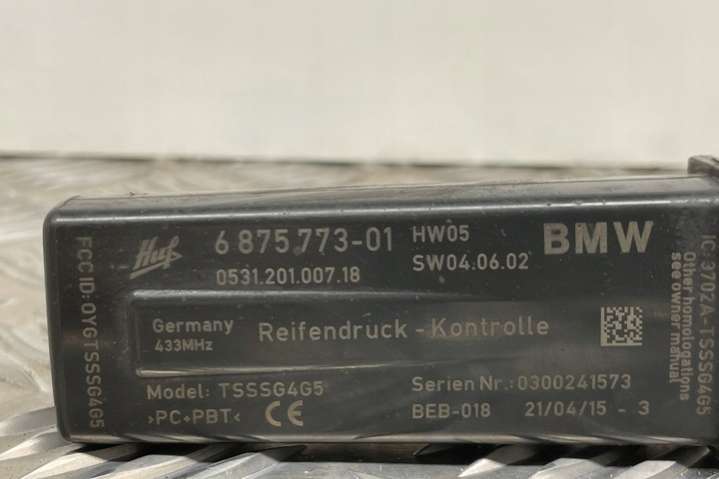 FCC ID: OYGTSSSG4G5
Huf
6 875 773-01
HW05
BMW
0531.201.007.18
SW04.06.02
Germany
433MHz
Reifendruck - Kontrolle
Model: TSSSG4G5
Serien Nr.: 0300241573
>PC+PBT<
CE
BEB-018
21/04/15 - 3
IC 3702A-TSSSG4G5
Other homologations
see owner manual